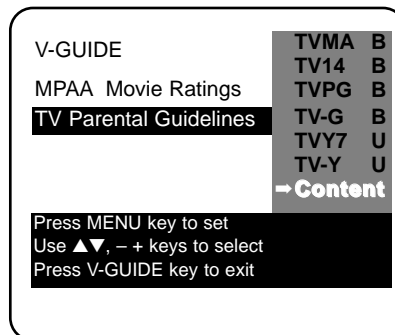 V-GUIDE
MPAA Movie Ratings
TV Parental Guidelines
TVMA B
TV14 B
TVPG B
TV-G B
TVY7 U
TV-Y U
➡Content
Press MENU key to set
Use ▲▼, – + keys to select
Press V-GUIDE key to exit